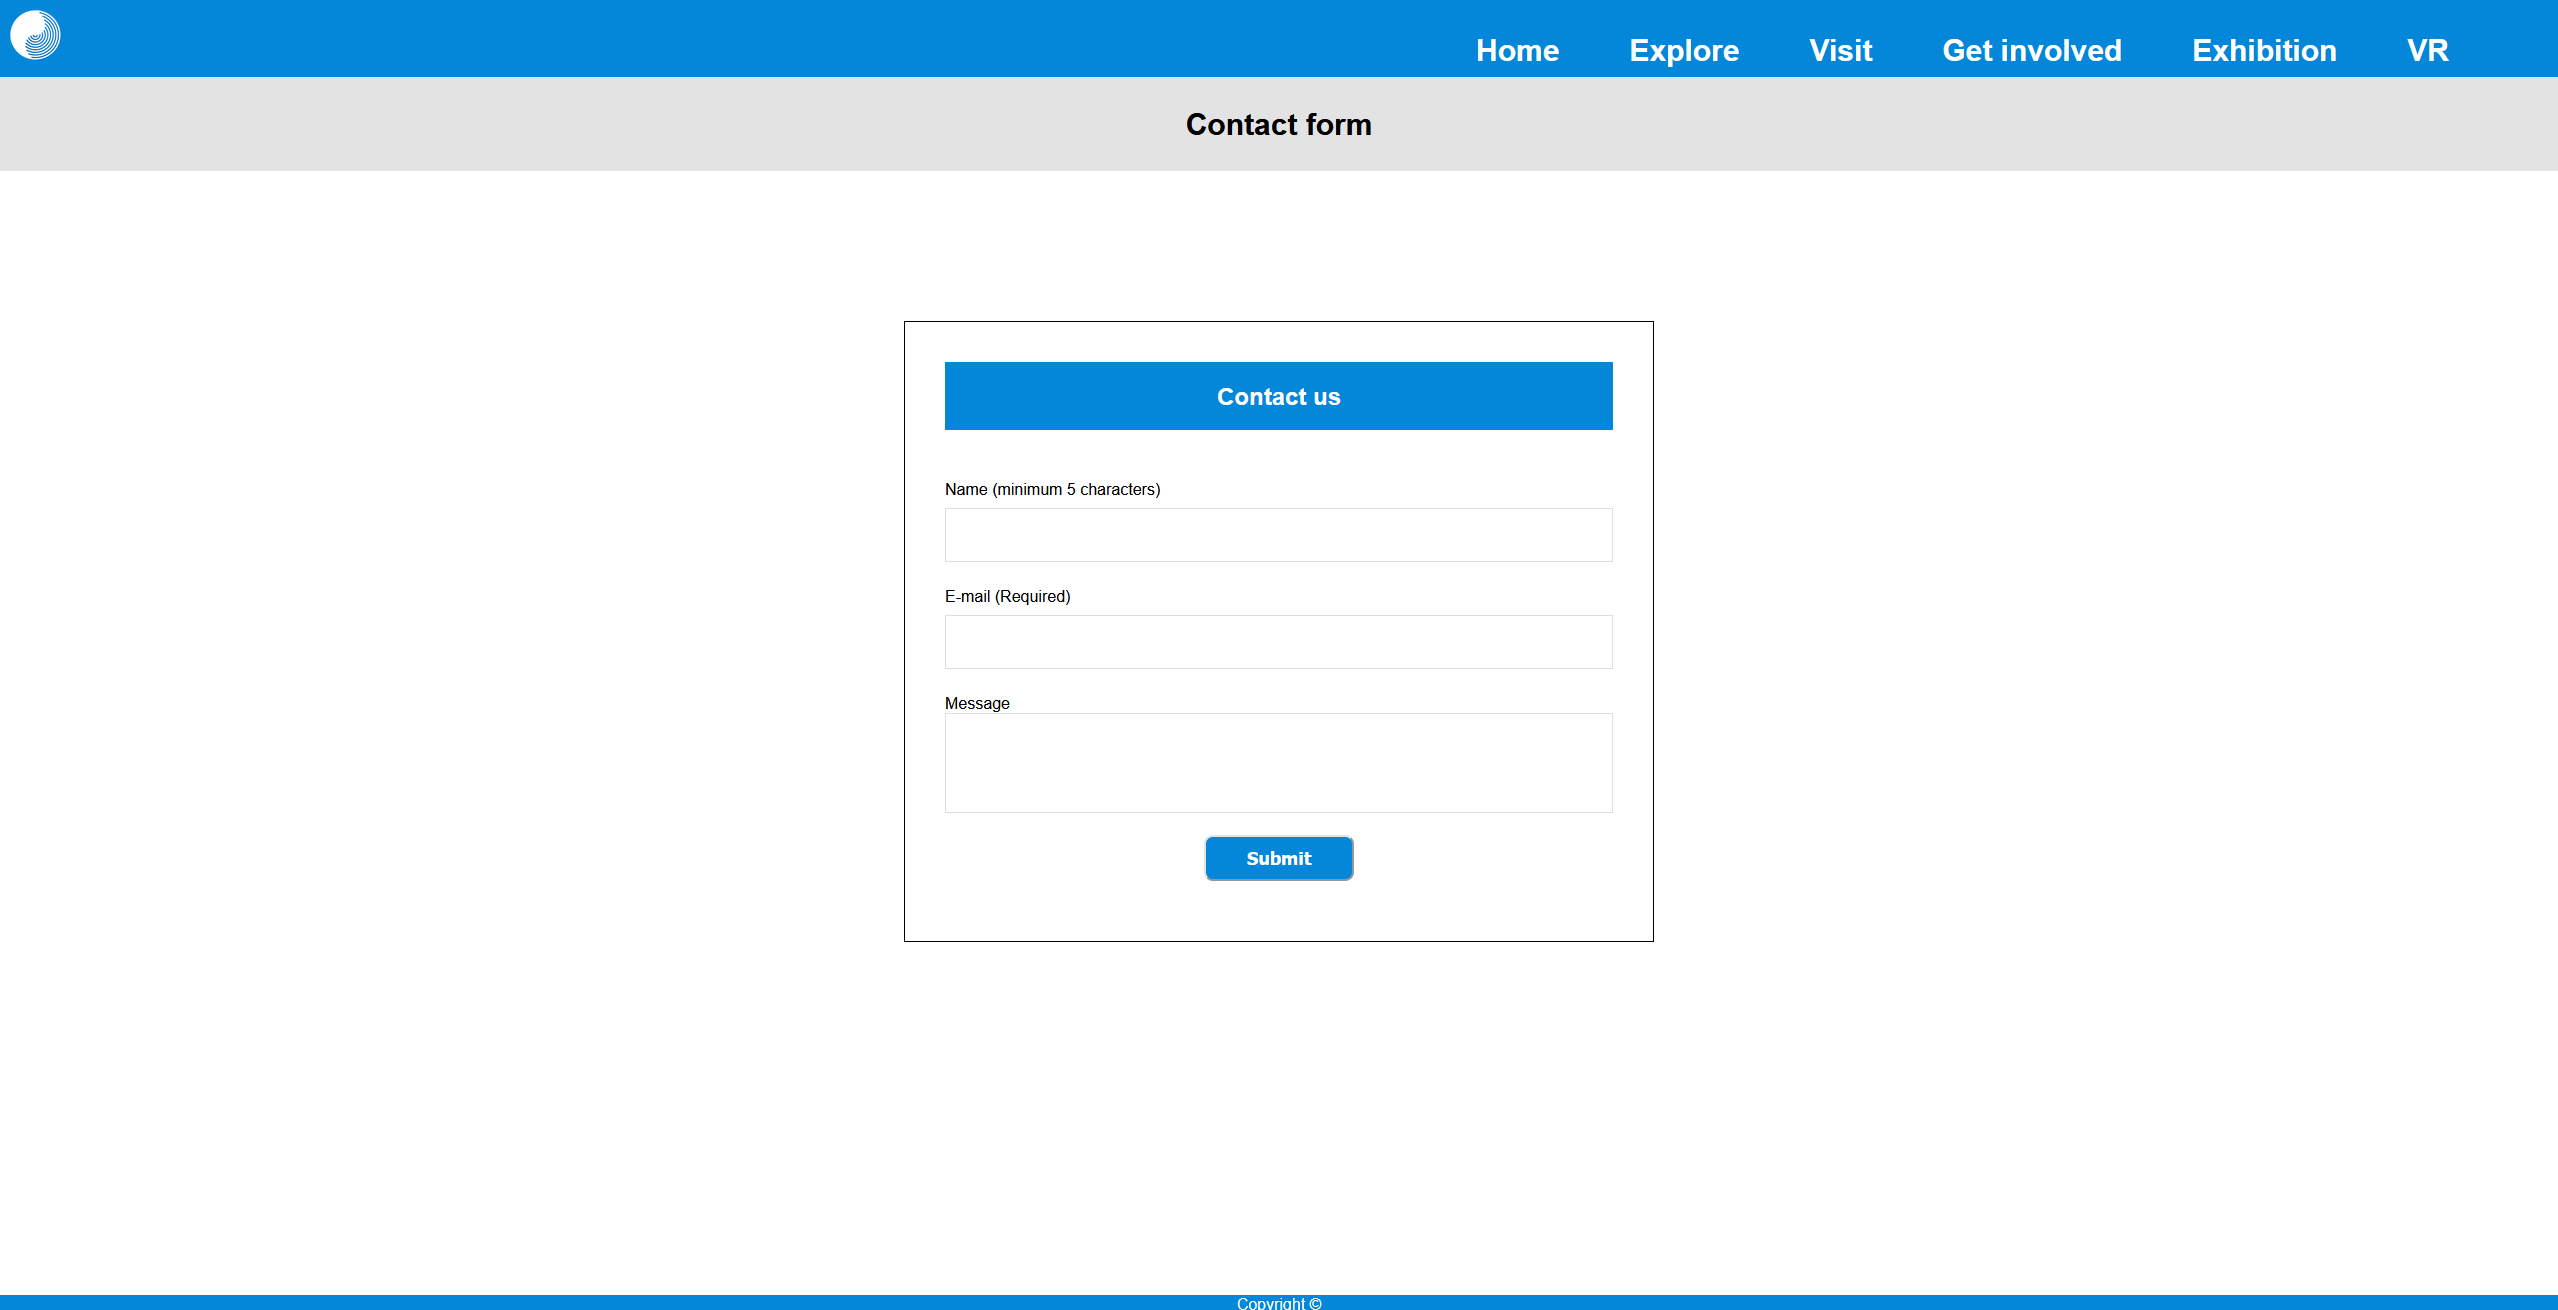 Home Explore Visit Get involved Exhibition VR
Contact form
Contact us
Name (minimum 5 characters)
E-mail (Required)
Message
Submit
Copyright ©